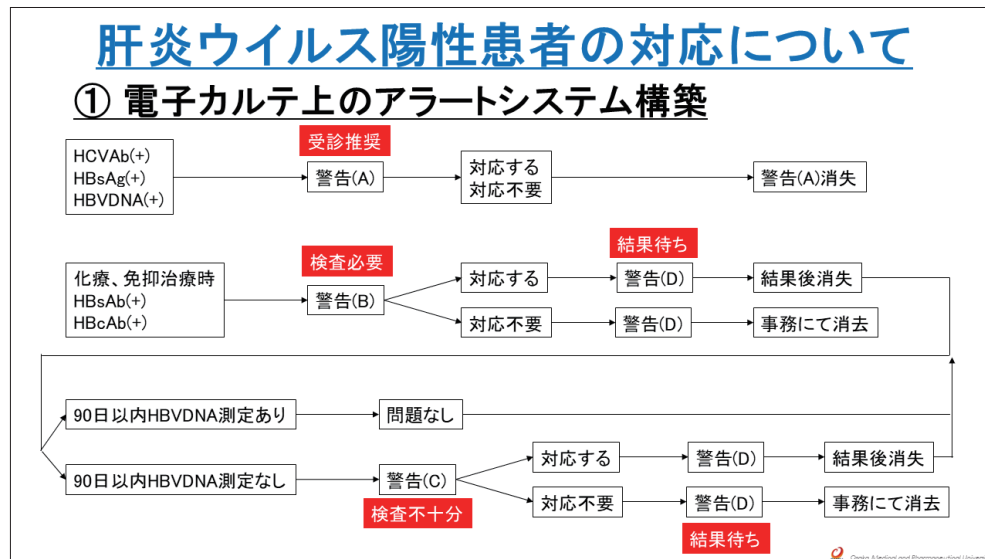 肝炎ウイルス陽性患者の対応について
① 電子カルテ上のアラートシステム構築
受診推奨
HCVAb(+)
HBsAg(+)
HBVDNA(+)
警告(A)
対応する
対応不要
警告(A)消失
検査必要
結果待ち
化療、免抑治療時
HBsAb(+)
HBcAb(+)
警告(B)
対応する
警告(D)
結果後消失
対応不要
警告(D)
事務にて消去
90日以内HBVDNA測定あり
問題なし
90日以内HBVDNA測定なし
警告(C)
検査不十分
対応する
警告(D)
結果後消失
対応不要
警告(D)
事務にて消去
結果待ち
Osaka Medical and Pharmaceutical